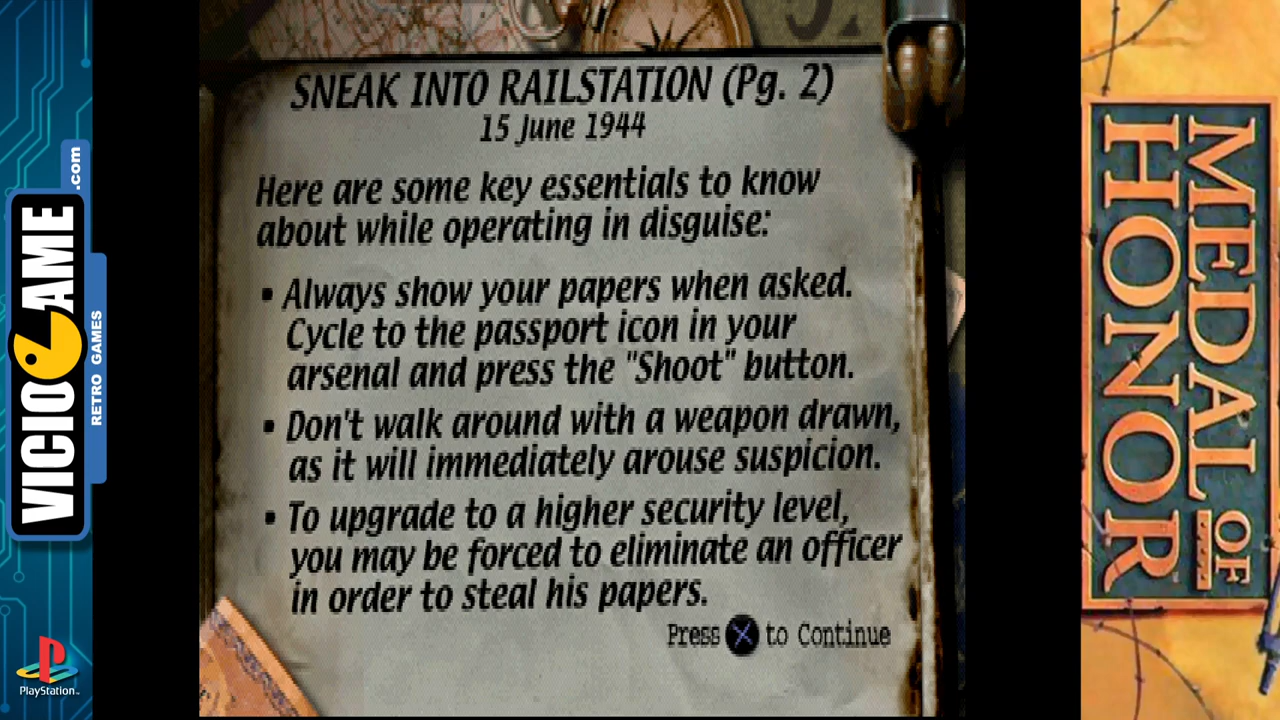 SNEAK INTO RAILSTATION (Pg. 2)
15 June 1944
Here are some key essentials to know
about while operating in disguise:
• Always show your papers when asked.
Cycle to the passport icon in your
arsenal and press the "Shoot" button.
• Don't walk around with a weapon drawn,
as it will immediately arouse suspicion.
• To upgrade to a higher security level,
you may be forced to eliminate an officer
in order to steal his papers.
Press X to Continue
VICIOGAME
.com
RETRO GAMES
PlayStation
MEDAL OF
HONOR